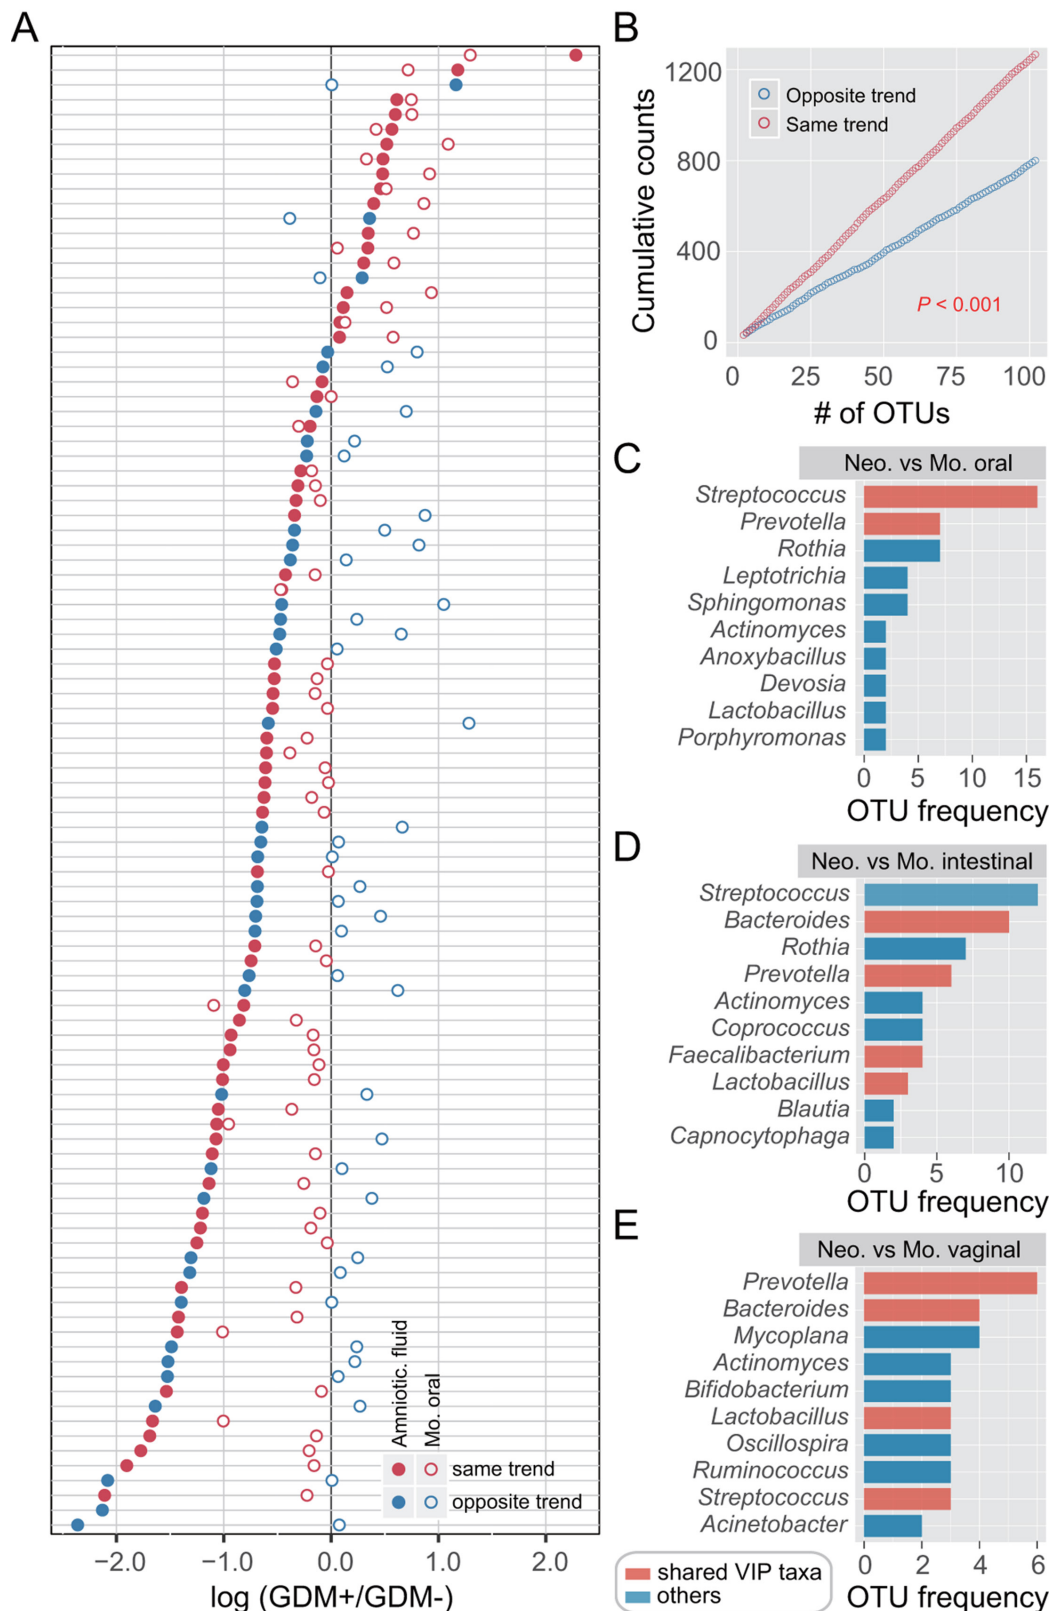 A
Amniotic. fluid
Mo. oral
same trend
opposite trend
−2.0 −1.0 0.0 1.0 2.0
log (GDM+/GDM-)
B
Cumulative counts
1200
800
400
0
Opposite trend
Same trend
P < 0.001
0 25 50 75 100
# of OTUs
C
Neo. vs Mo. oral
Streptococcus
Prevotella
Rothia
Leptotrichia
Sphingomonas
Actinomyces
Anoxybacillus
Devosia
Lactobacillus
Porphyromonas
0 5 10 15
OTU frequency
D
Neo. vs Mo. intestinal
Streptococcus
Bacteroides
Rothia
Prevotella
Actinomyces
Coprococcus
Faecalibacterium
Lactobacillus
Blautia
Capnocytophaga
0 5 10
OTU frequency
E
Neo. vs Mo. vaginal
Prevotella
Bacteroides
Mycoplana
Actinomyces
Bifidobacterium
Lactobacillus
Oscillospira
Ruminococcus
Streptococcus
Acinetobacter
0 2 4 6
OTU frequency
shared VIP taxa
others